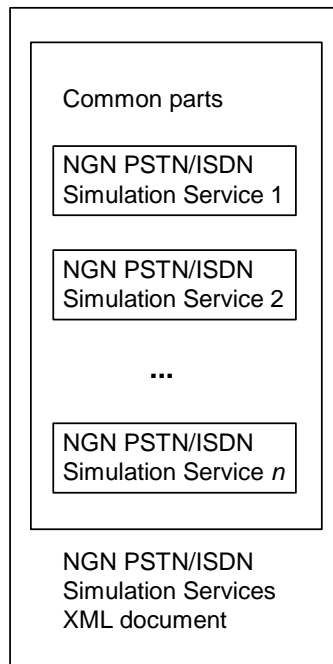 Common parts
NGN PSTN/ISDN
Simulation Service 1
NGN PSTN/ISDN
Simulation Service 2
...
NGN PSTN/ISDN
Simulation Service n
NGN PSTN/ISDN
Simulation Services
XML document